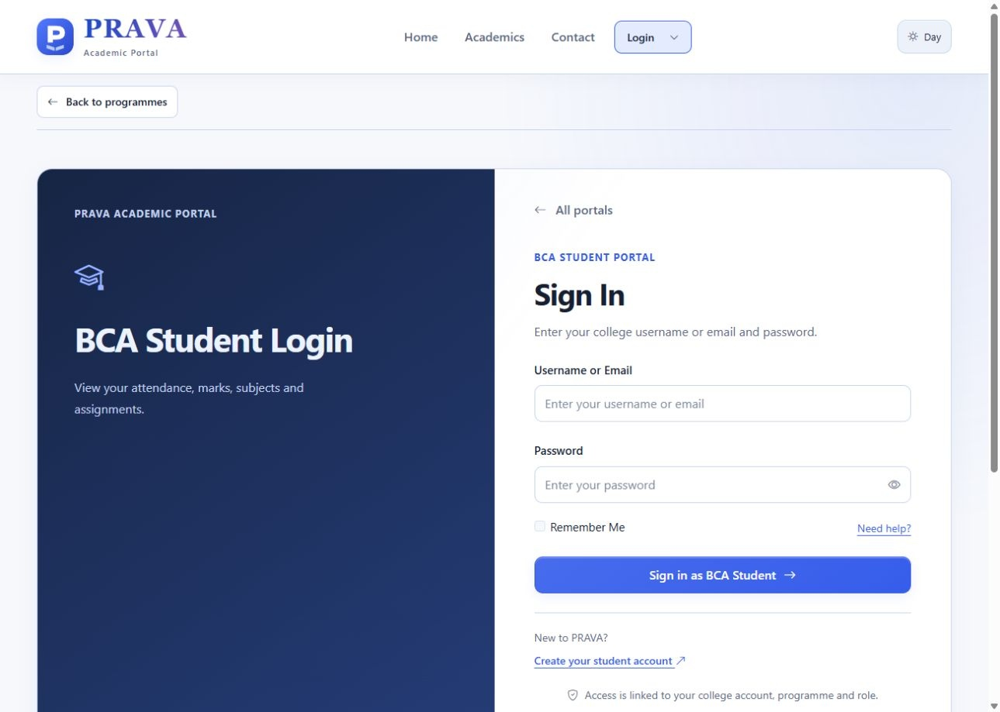 PRAVA
Academic Portal
Home
Academics
Contact
Login
Day
Back to programmes
PRAVA ACADEMIC PORTAL
BCA Student Login
View your attendance, marks, subjects and
assignments.
All portals
BCA STUDENT PORTAL
Sign In
Enter your college username or email and password.
Username or Email
Enter your username or email
Password
Enter your password
Remember Me
Need help?
Sign in as BCA Student
New to PRAVA?
Create your student account
Access is linked to your college account, programme and role.